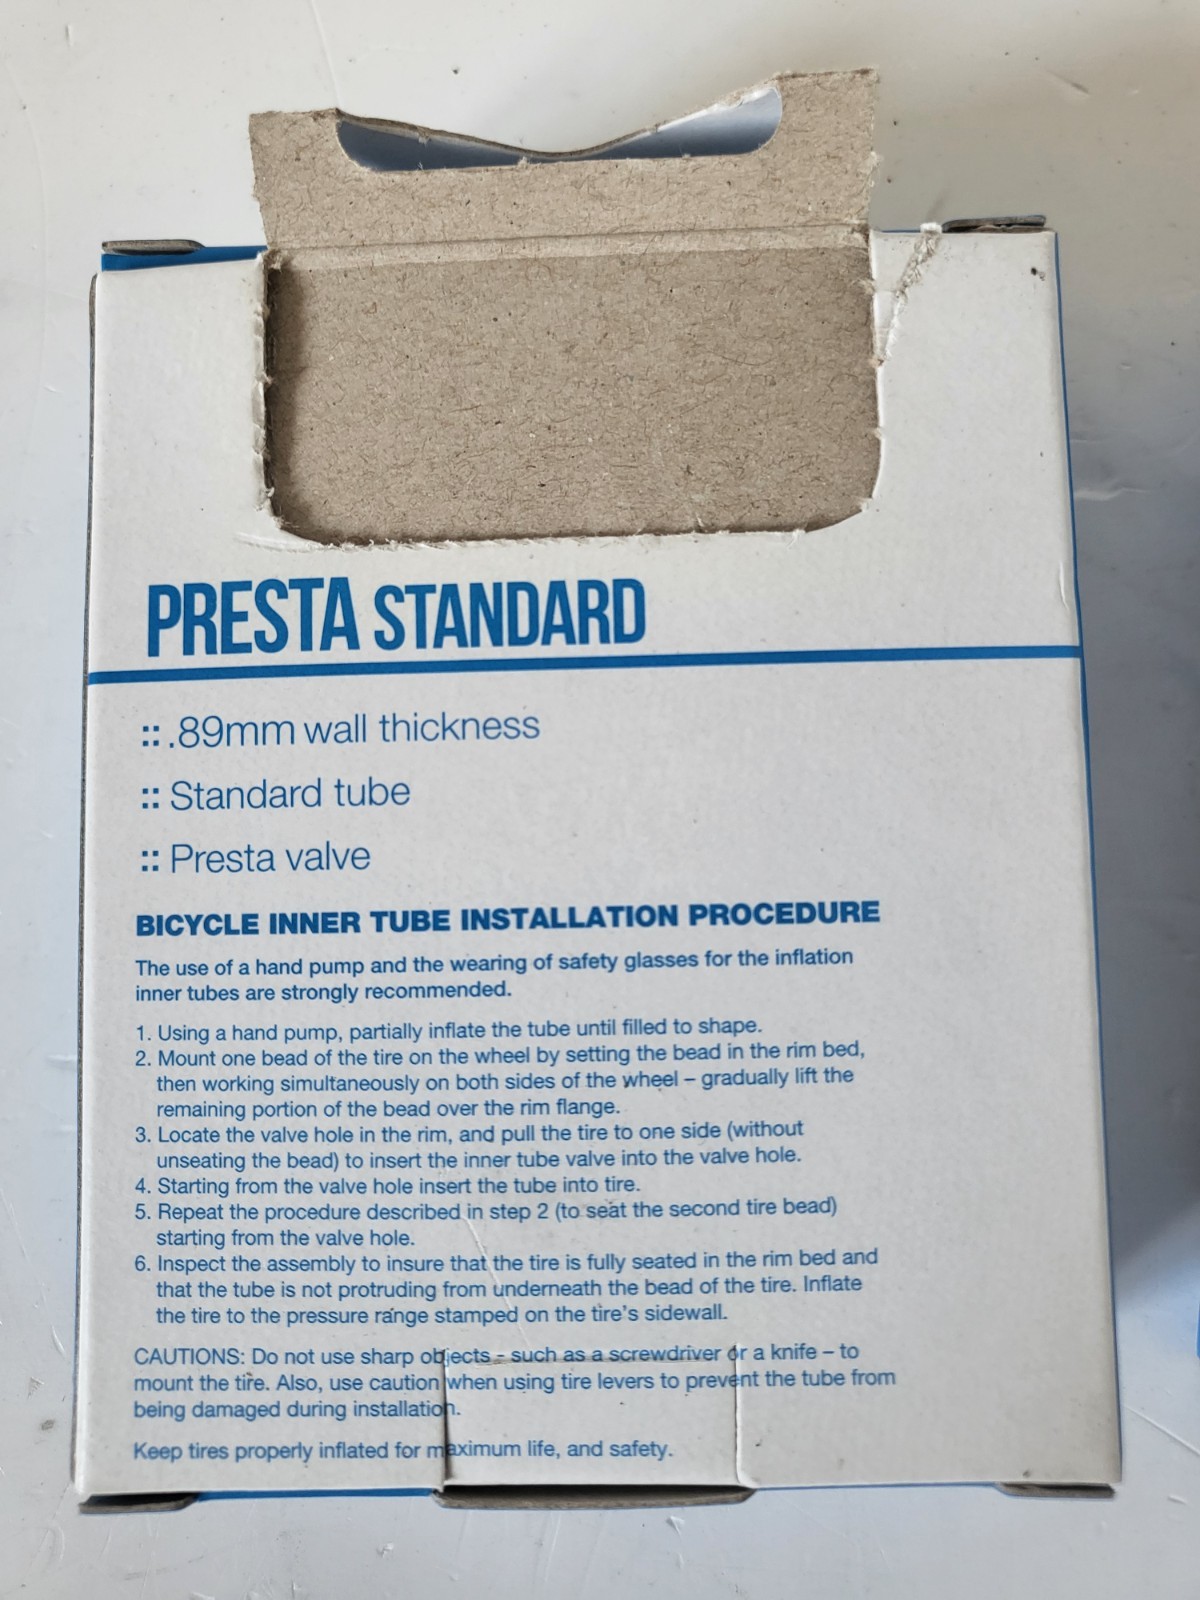 PRESTA STANDARD
:: .89mm wall thickness
:: Standard tube
:: Presta valve
BICYCLE INNER TUBE INSTALLATION PROCEDURE
The use of a hand pump and the wearing of safety glasses for the inflation
inner tubes are strongly recommended.
1. Using a hand pump, partially inflate the tube until filled to shape.
2. Mount one bead of the tire on the wheel by setting the bead in the rim bed,
then working simultaneously on both sides of the wheel – gradually lift the
remaining portion of the bead over the rim flange.
3. Locate the valve hole in the rim, and pull the tire to one side (without
unseating the bead) to insert the inner tube valve into the valve hole.
4. Starting from the valve hole insert the tube into tire.
5. Repeat the procedure described in step 2 (to seat the second tire bead)
starting from the valve hole.
6. Inspect the assembly to insure that the tire is fully seated in the rim bed and
that the tube is not protruding from underneath the bead of the tire. Inflate
the tire to the pressure range stamped on the tire's sidewall.
CAUTIONS: Do not use sharp objects - such as a screwdriver or a knife – to
mount the tire. Also, use caution when using tire levers to prevent the tube from
being damaged during installation.
Keep tires properly inflated for maximum life, and safety.